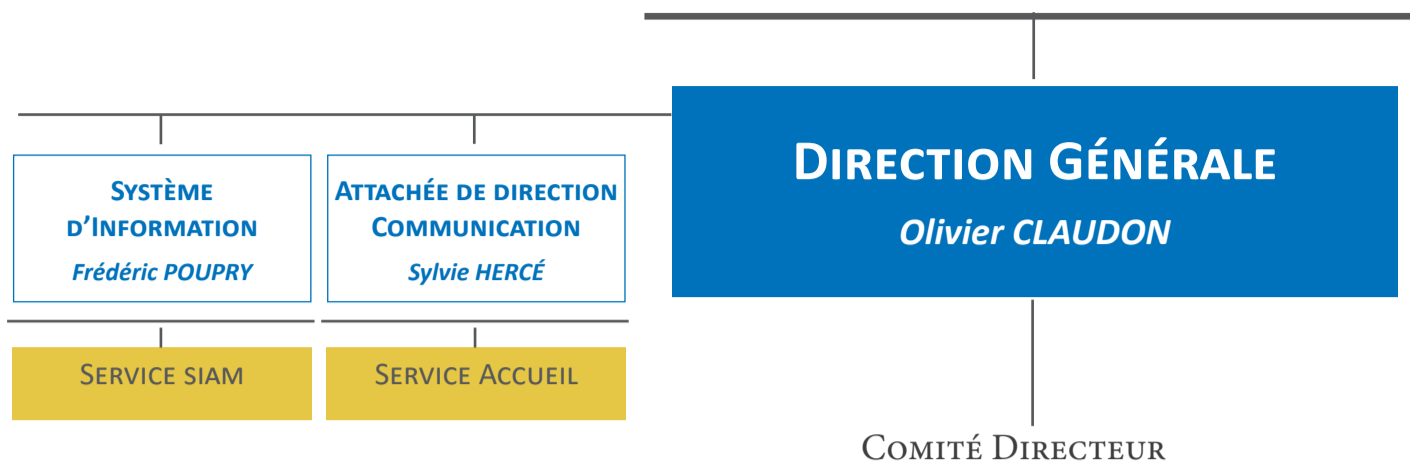 DIRECTION GÉNÉRALE
Olivier CLAUDON
SYSTÈME
D’INFORMATION
Frédéric POUPRY
ATTACHÉE DE DIRECTION
COMMUNICATION
Sylvie HERCÉ
SERVICE SIAM
SERVICE ACCUEIL
COMITÉ DIRECTEUR